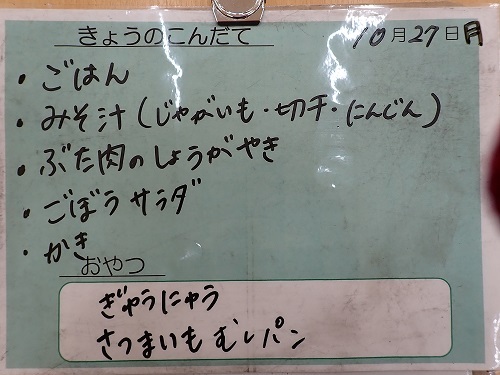 きょうのこんだて 10月27日月
・ごはん
・みそ汁(じゃがいも・切干・にんじん)
・ぶた肉のしょうがやき
・ごぼうサラダ
・かき
おやつ
ぎゅうにゅう
さつまいもむしパン